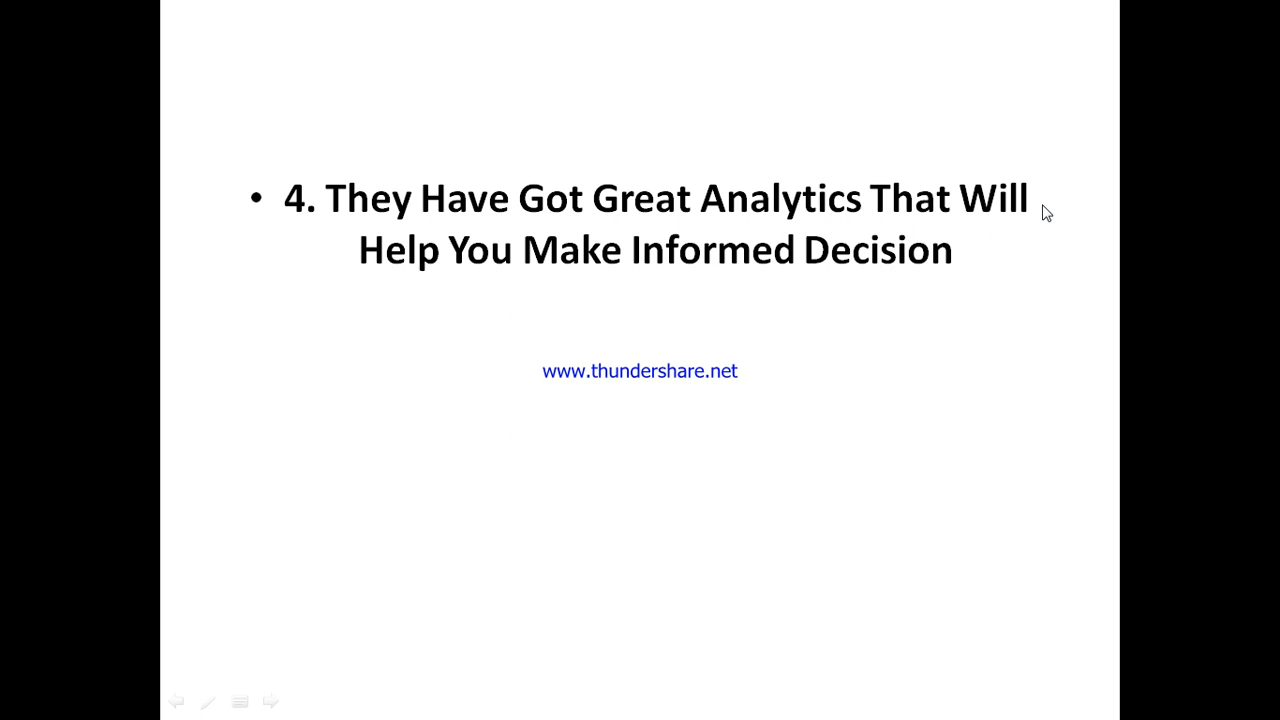 • 4. They Have Got Great Analytics That Will
Help You Make Informed Decision
www.thundershare.net